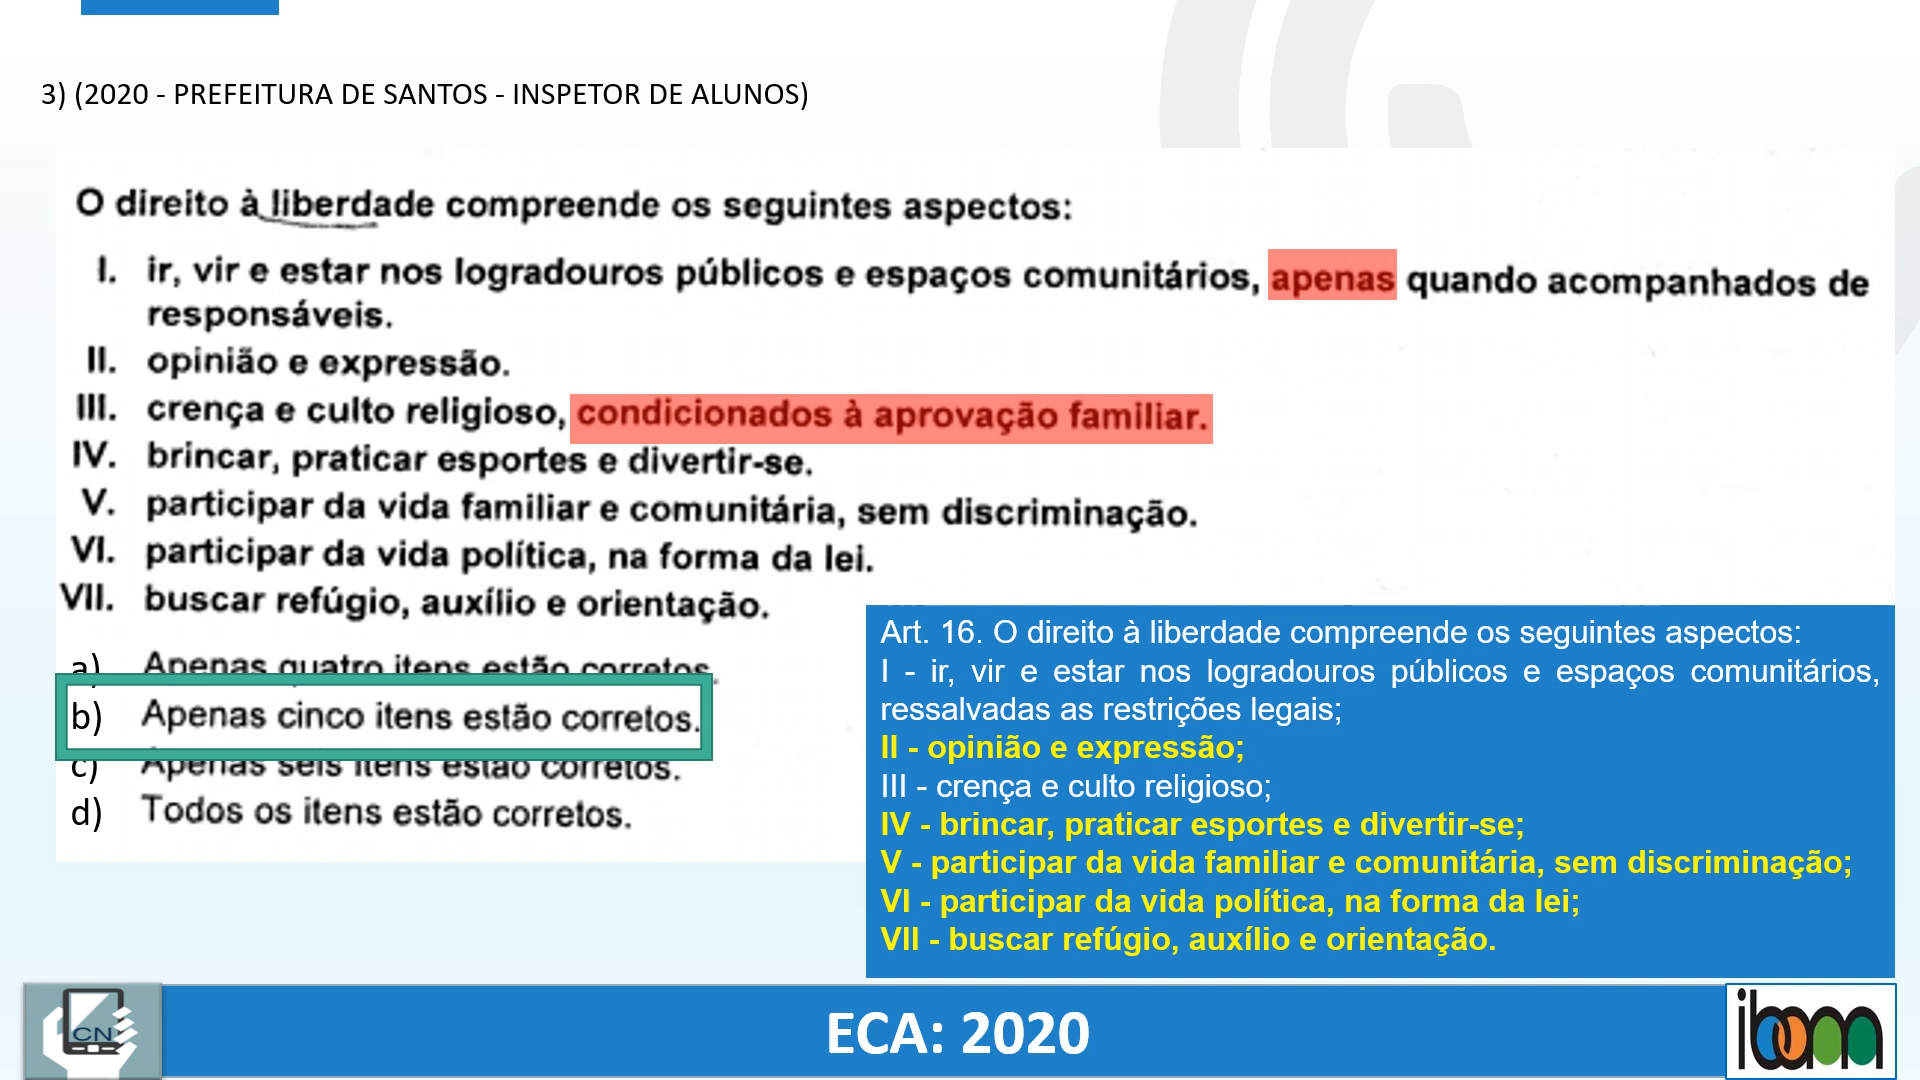 3) (2020 - PREFEITURA DE SANTOS - INSPETOR DE ALUNOS)
O direito à liberdade compreende os seguintes aspectos:
I. ir, vir e estar nos logradouros públicos e espaços comunitários, apenas quando acompanhados de
responsáveis.
II. opinião e expressão.
III. crença e culto religioso, condicionados à aprovação familiar.
IV. brincar, praticar esportes e divertir-se.
V. participar da vida familiar e comunitária, sem discriminação.
VI. participar da vida política, na forma da lei.
VII. buscar refúgio, auxílio e orientação.
a) Apenas quatro itens estão corretos.
b) Apenas cinco itens estão corretos.
c) Apenas seis itens estão corretos.
d) Todos os itens estão corretos.
Art. 16. O direito à liberdade compreende os seguintes aspectos:
I - ir, vir e estar nos logradouros públicos e espaços comunitários,
ressalvadas as restrições legais;
II - opinião e expressão;
III - crença e culto religioso;
IV - brincar, praticar esportes e divertir-se;
V - participar da vida familiar e comunitária, sem discriminação;
VI - participar da vida política, na forma da lei;
VII - buscar refúgio, auxílio e orientação.
CN
ECA: 2020
ibam